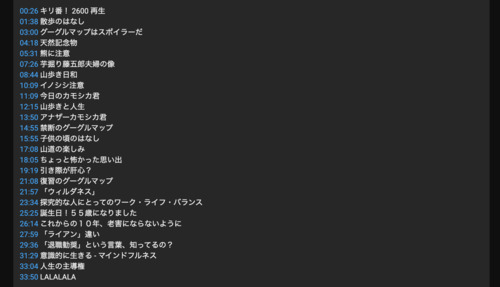 00:26 キリ番！ 2600 再生
01:38 散歩のはなし
03:00 グーグルマップはスポイラーだ
04:18 天然記念物
05:31 熊に注意
07:26 芋掘り藤五郎夫婦の像
08:44 山歩き日和
10:09 イノシシ注意
11:09 今日のカモシカ君
12:15 山歩きと人生
13:50 アナザーカモシカ君
14:55 禁断のグーグルマップ
15:55 子供の頃のはなし
17:08 山道の楽しみ
18:05 ちょっと怖かった思い出
19:19 引き際が肝心？
21:08 復習のグーグルマップ
21:57 「ウィルダネス」
23:34 探究的な人にとってのワーク・ライフ・バランス
25:25 誕生日！５５歳になりました
26:14 これからの１０年、老害にならないように
27:59 「ライアン」違い
29:36 「退職勧奨」という言葉、知ってるの？
31:29 意識的に生きる - マインドフルネス
33:04 人生の主導権
33:50 LALALALA